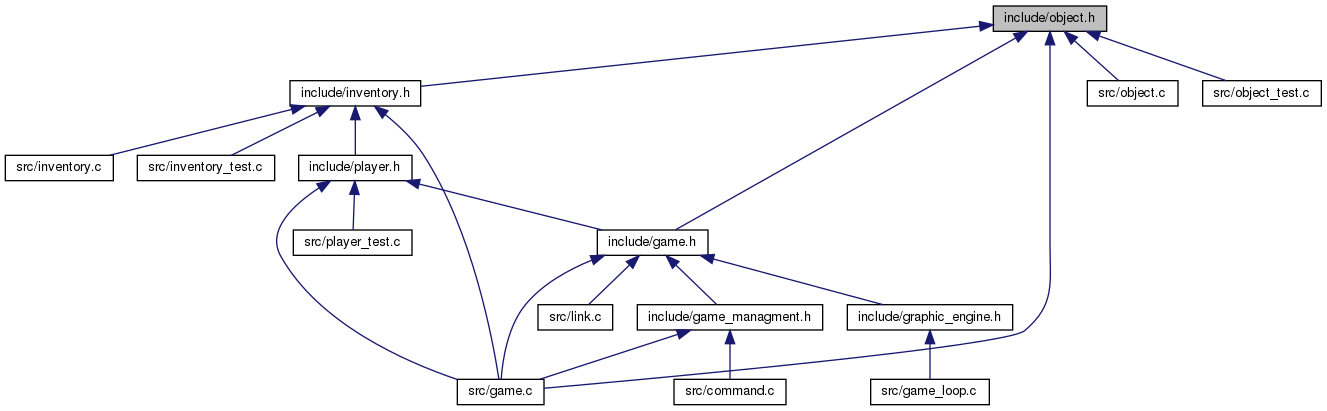 include/object.h
include/inventory.h
src/object.c
src/object_test.c
src/inventory.c
src/inventory_test.c
include/player.h
src/player_test.c
include/game.h
src/link.c
include/game_managment.h
include/graphic_engine.h
src/game.c
src/command.c
src/game_loop.c